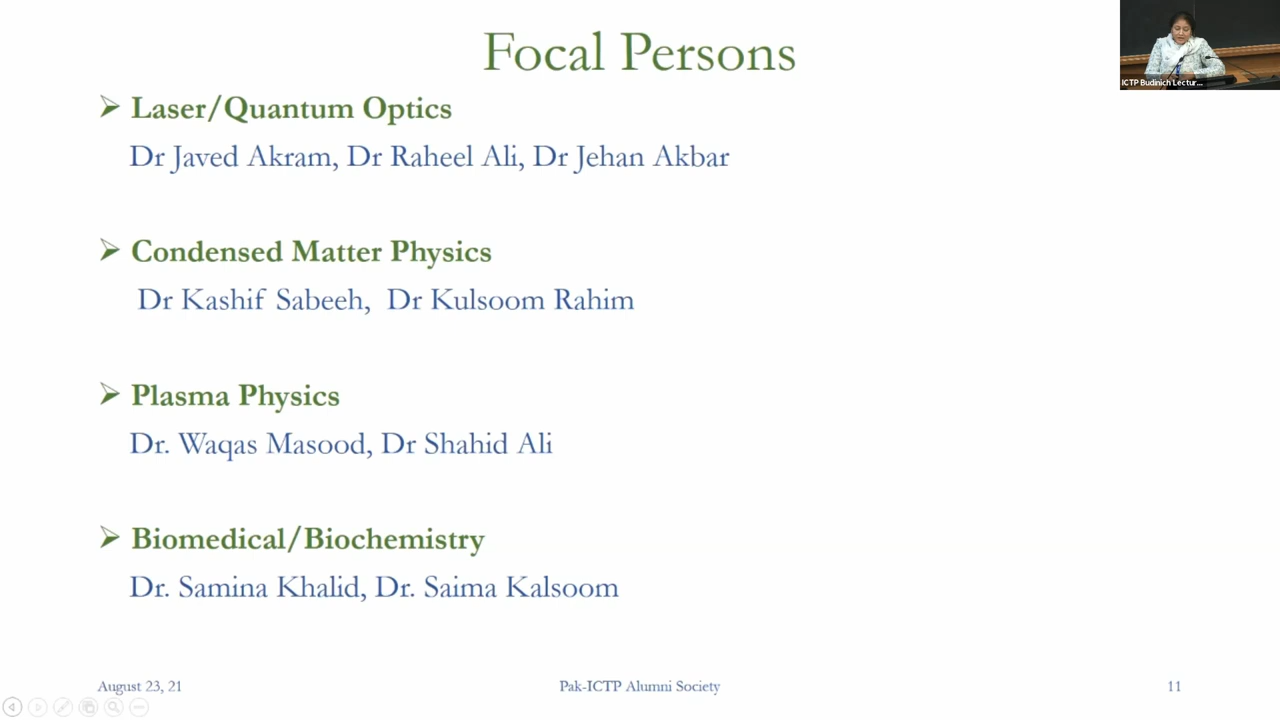 Focal Persons
ICTP Budinich Lectur...
Laser/Quantum Optics
Dr Javed Akram, Dr Raheel Ali, Dr Jehan Akbar
Condensed Matter Physics
Dr Kashif Sabeeh, Dr Kulsoom Rahim
Plasma Physics
Dr. Waqas Masood, Dr Shahid Ali
Biomedical/Biochemistry
Dr. Samina Khalid, Dr. Saima Kalsoom
August 23, 21
Pak-ICTP Alumni Society
11